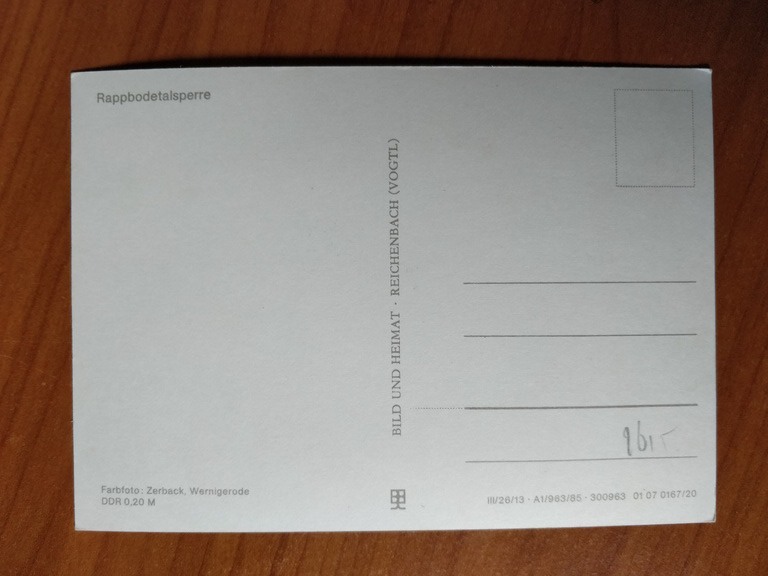 Rappbodetalsperre
BILD UND HEIMAT · REICHENBACH (VOGTL)
Farbfoto: Zerback, Wernigerode
DDR 0,20 M
III/26/13 · A1/963/85 · 300963 01 07 0167/20